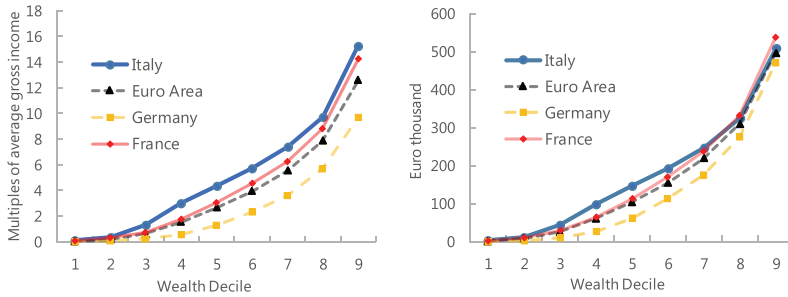 Multiples of average gross income
18
16
14
12
10
8
6
4
2
0
Italy
Euro Area
Germany
France
1 2 3 4 5 6 7 8 9
Wealth Decile
Euro thousand
600
500
400
300
200
100
0
Italy
Euro Area
Germany
France
1 2 3 4 5 6 7 8 9
Wealth Decile